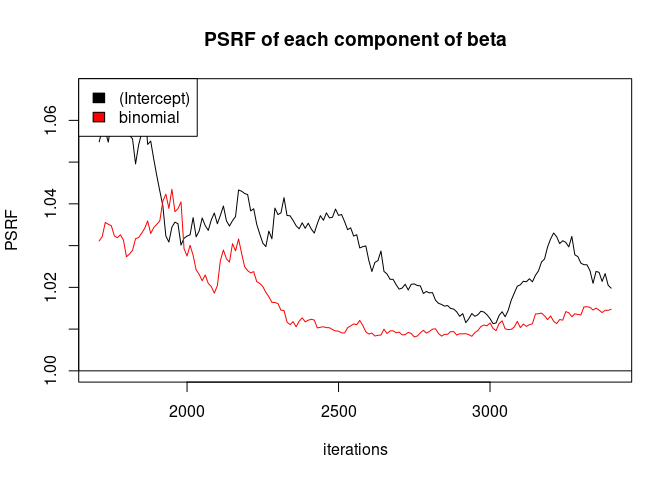 PSRF of each component of beta
(Intercept)
binomial
PSRF
1.06
1.04
1.02
1.00
2000 2500 3000
iterations